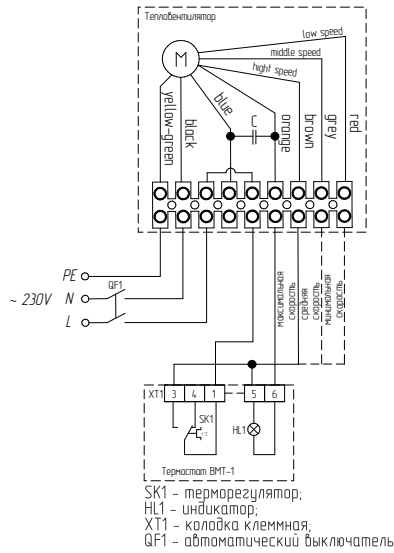 Тепловентилятор
low speed
middle speed
hight speed
M
yellow-green
black
blue
C
orange
brown
grey
red
PE
QF1
~ 230V
N
L
максимальная
скорость
средняя
скорость
минимальная
скорость
XT1
3
4
1
5
6
SK1
t°C
HL1
Термостат ВМТ-1
SK1 - терморегулятор;
HL1 - индикатор;
XT1 - колодка клеммная;
QF1 - автоматический выключатель